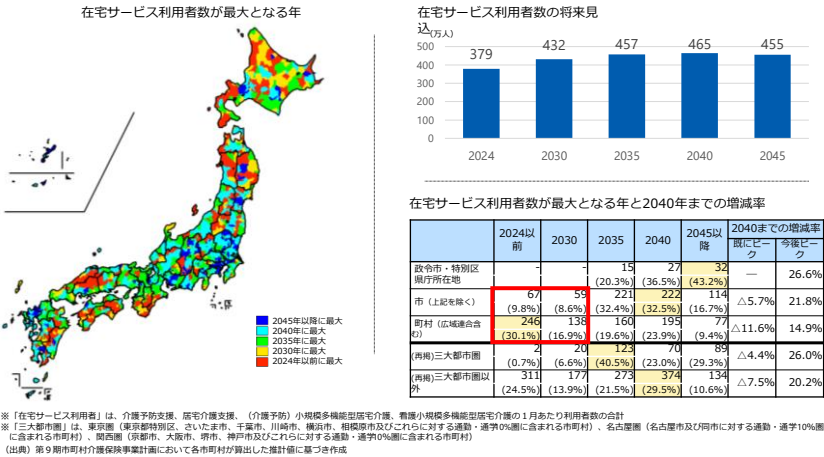 在宅サービス利用者数が最大となる年
2045年以降に最大
2040年に最大
2035年に最大
2030年に最大
2024年以前に最大
在宅サービス利用者数の将来見
込
(万人)
500
400
300
200
100
0
379
432
457
465
455
2024
2030
2035
2040
2045
在宅サービス利用者数が最大となる年と2040年までの増減率
2024以前 2030 2035 2040 2045以降 2040までの増減率
既にピーク 今後ピーク
政令市・特別区 県庁所在地 - - 15 (20.3%) 27 (36.5%) 32 (43.2%) ― 26.6%
市（上記を除く） 67 (9.8%) 59 (8.6%) 221 (32.4%) 222 (32.5%) 114 (16.7%) △5.7% 21.8%
町村（広域連合含む） 246 (30.1%) 138 (16.9%) 160 (19.6%) 195 (23.9%) 77 (9.4%) △11.6% 14.9%
(再掲)三大都市圏 2 (0.7%) 20 (6.6%) 123 (40.5%) 70 (23.0%) 89 (29.3%) △4.4% 26.0%
(再掲)三大都市圏以外 311 (24.5%) 177 (13.9%) 273 (21.5%) 374 (29.5%) 134 (10.6%) △7.5% 20.2%
※「在宅サービス利用者」は、介護予防支援、居宅介護支援、（介護予防）小規模多機能型居宅介護、看護小規模多機能型居宅介護の１月あたり利用者数の合計
※「三大都市圏」は、東京圏（東京都特別区、さいたま市、千葉市、川崎市、横浜市、相模原市及びこれらに対する通勤・通学0%圏に含まれる市町村）、名古屋圏（名古屋市及び同市に対する通勤・通学10%圏
に含まれる市町村）、関西圏（京都市、大阪市、堺市、神戸市及びこれらに対する通勤・通学0%圏に含まれる市町村）
（出典）第９期市町村介護保険事業計画において各市町村が算出した推計値に基づき作成